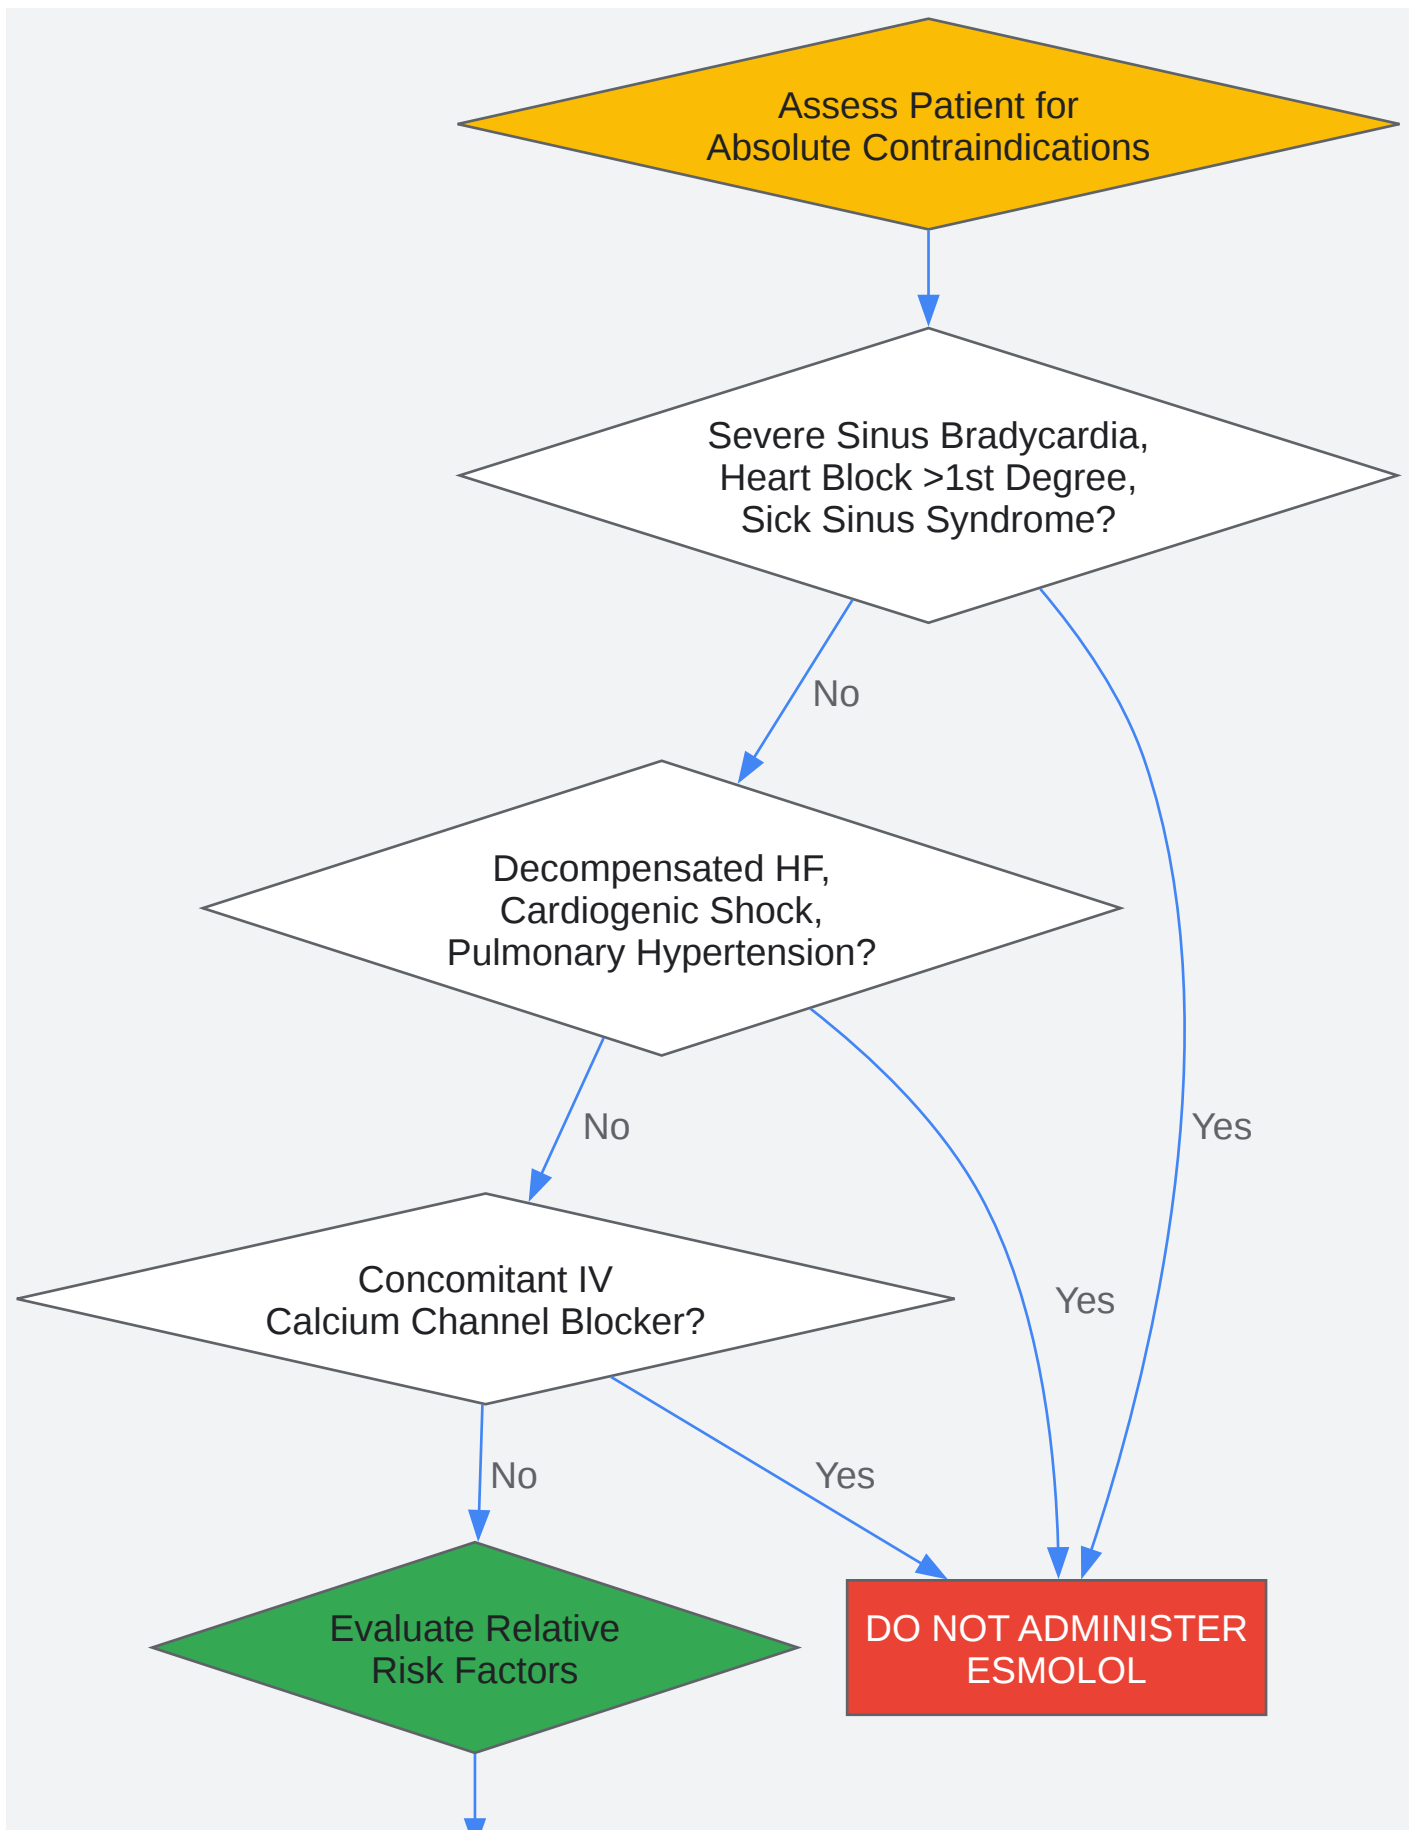 Assess Patient for
Absolute Contraindications
Severe Sinus Bradycardia,
Heart Block >1st Degree,
Sick Sinus Syndrome?
No
Decompensated HF,
Cardiogenic Shock,
Pulmonary Hypertension?
No
Yes
Concomitant IV
Calcium Channel Blocker?
Yes
No
Yes
Evaluate Relative
Risk Factors
DO NOT ADMINISTER
ESMOLOL